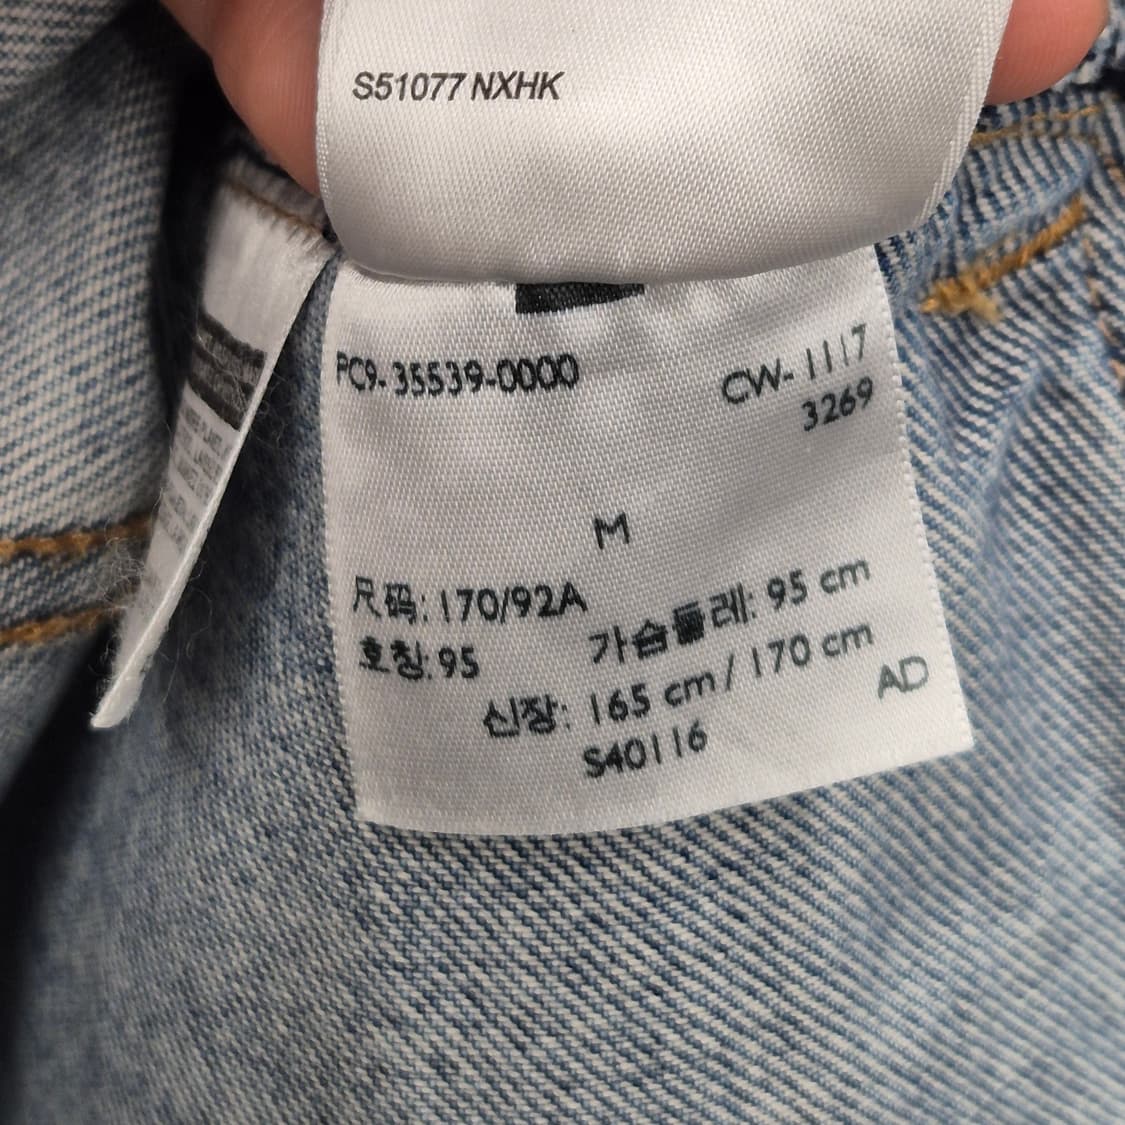 S51077 NXHK
PC9-35539-0000
CW-1117
3269
M
尺码: 170/92A
호칭: 95
가슴둘레: 95 cm
신장: 165 cm / 170 cm
AD
S40116